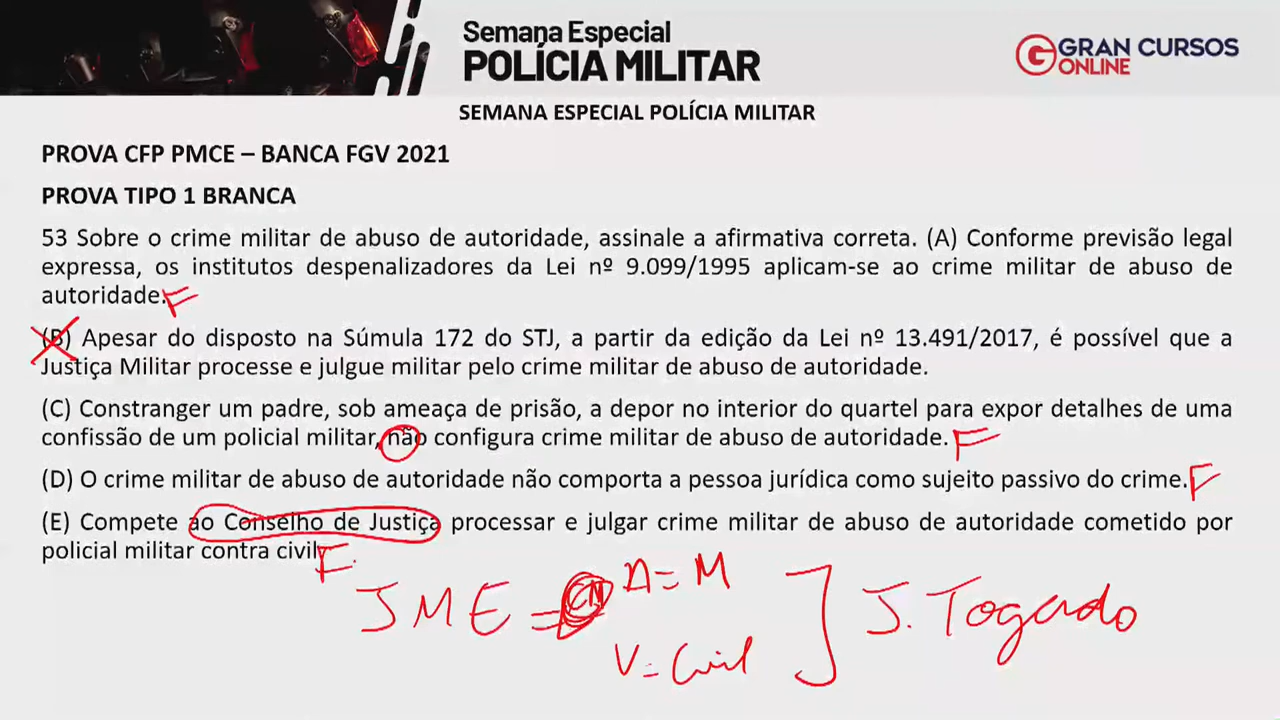 Semana Especial
POLÍCIA MILITAR
GRAN CURSOS
ONLINE
SEMANA ESPECIAL POLÍCIA MILITAR
PROVA CFP PMCE – BANCA FGV 2021
PROVA TIPO 1 BRANCA
53 Sobre o crime militar de abuso de autoridade, assinale a afirmativa correta. (A) Conforme previsão legal
expressa, os institutos despenalizadores da Lei nº 9.099/1995 aplicam-se ao crime militar de abuso de
autoridade. F
(B) Apesar do disposto na Súmula 172 do STJ, a partir da edição da Lei nº 13.491/2017, é possível que a
Justiça Militar processe e julgue militar pelo crime militar de abuso de autoridade.
(C) Constranger um padre, sob ameaça de prisão, a depor no interior do quartel para expor detalhes de uma
confissão de um policial militar, não configura crime militar de abuso de autoridade. F
(D) O crime militar de abuso de autoridade não comporta a pessoa jurídica como sujeito passivo do crime. F
(E) Compete ao Conselho de Justiça processar e julgar crime militar de abuso de autoridade cometido por
policial militar contra civil. F
A = M
JME = CM J. Togado
V = Civil